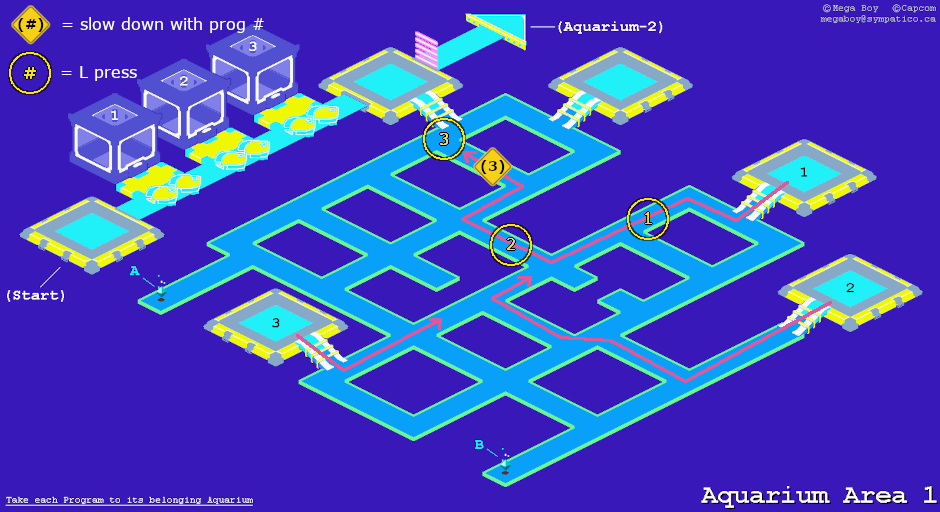 (#) = slow down with prog #
# = L press
©Mega Boy ©Capcom
megaboy@sympatico.ca
(Aquarium-2)
3
2
1
3
(3)
1
1
2
2
(Start)
A
3
B
Take each Program to its belonging Aquarium
Aquarium Area 1